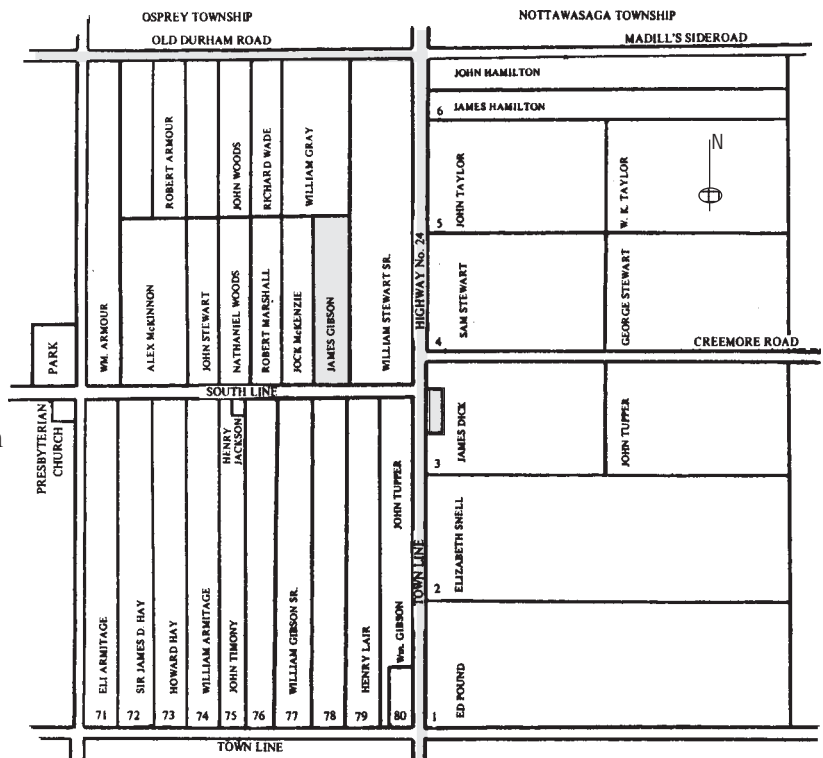 OSPREY TOWNSHIP
NOTTAWASAGA TOWNSHIP
OLD DURHAM ROAD
MADILL'S SIDEROAD
JOHN HAMILTON
6 JAMES HAMILTON
ROBERT ARMOUR
JOHN WOODS
RICHARD WADE
WILLIAM GRAY
N
5 JOHN TAYLOR
W. K. TAYLOR
HIGHWAY No. 24
PARK
WM. ARMOUR
ALEX McKINNON
JOHN STEWART
NATHANIEL WOODS
ROBERT MARSHALL
JOCK McKENZIE
JAMES GIBSON
WILLIAM STEWART SR.
4 SAM STEWART
GEORGE STEWART
CREEMORE ROAD
SOUTH LINE
PRESBYTERIAN
CHURCH
HENRY
JACKSON
JOHN TUPPER
3 JAMES DICK
JOHN TUPPER
TOWN LINE
2 ELIZABETH SNELL
ELI ARMITAGE
SIR JAMES D. HAY
HOWARD HAY
WILLIAM ARMITAGE
JOHN TIMONY
WILLIAM GIBSON SR.
HENRY LAIR
Wm. GIBSON
71 72 73 74 75 76 77 78 79 80
1 ED POUND
TOWN LINE